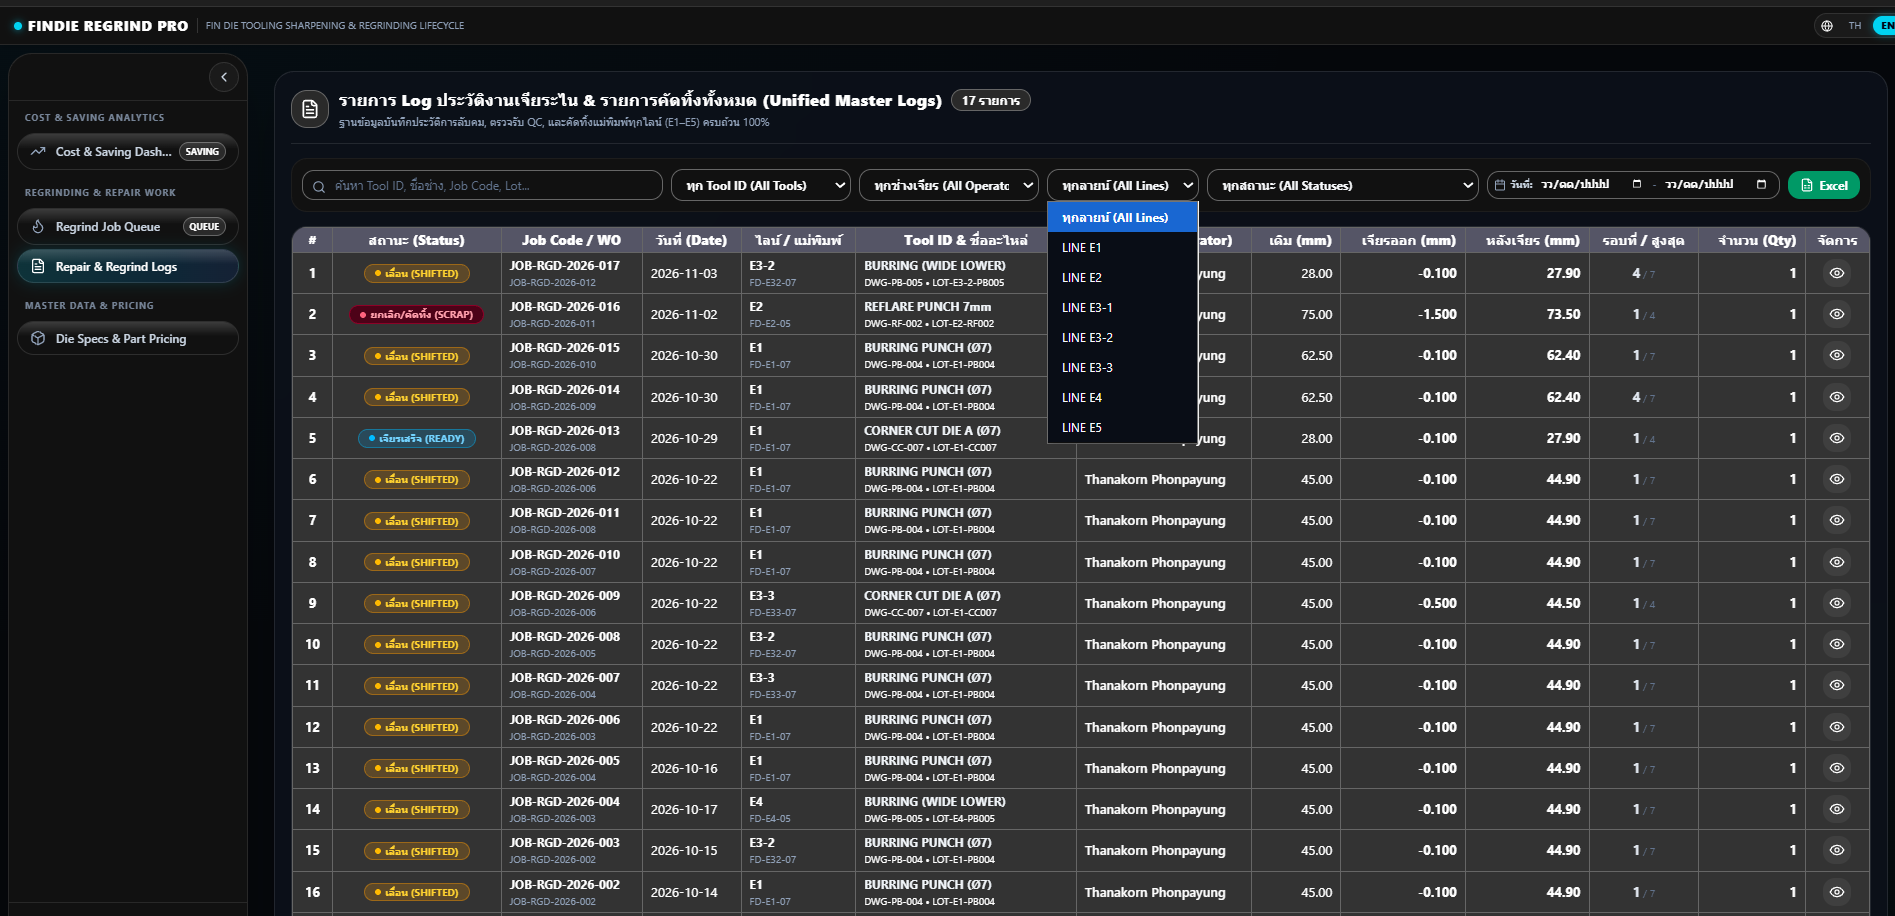 FINDIE REGRIND PRO FIN DIE TOOLING SHARPENING & REGRINDING LIFECYCLE TH EN
COST & SAVING ANALYTICS
Cost & Saving Dash... SAVING
REGRINDING & REPAIR WORK
Regrind Job Queue QUEUE
Repair & Regrind Logs
MASTER DATA & PRICING
Die Specs & Part Pricing
รายการ Log ประวัติงานเจียระไน & รายการคัดทิ้งทั้งหมด (Unified Master Logs) 17 รายการ
ฐานข้อมูลบันทึกประวัติการลับคม, ตรวจรับ QC, และคัดทิ้งแม่พิมพ์ทุกไลน์ (E1–E5) ครบถ้วน 100%
ค้นหา Tool ID, ชื่อช่าง, Job Code, Lot... ทุก Tool ID (All Tools) ทุกช่างเจียร (All Operato ทุกลายน์ (All Lines) ทุกสถานะ (All Statuses) วันที่: วว/ดด/ปปปป - วว/ดด/ปปปป Excel
ทุกลายน์ (All Lines)
LINE E1
LINE E2
LINE E3-1
LINE E3-2
LINE E3-3
LINE E4
LINE E5
# สถานะ (Status) Job Code / WO วันที่ (Date) ไลน์ / แม่พิมพ์ Tool ID & ชื่ออะไหล่ ator) เดิม (mm) เจียรออก (mm) หลังเจียร (mm) รอบที่ / สูงสุด จำนวน (Qty) จัดการ
1 เลื่อน (SHIFTED) JOB-RGD-2026-017 2026-11-03 E3-2 BURRING (WIDE LOWER) yung 28.00 -0.100 27.90 4 / 7 1
JOB-RGD-2026-012 FD-E32-07 DWG-PB-005 • LOT-E3-2-PB005
2 ยกเลิก/คัดทิ้ง (SCRAP) JOB-RGD-2026-016 2026-11-02 E2 REFLARE PUNCH 7mm yung 75.00 -1.500 73.50 1 / 4 1
JOB-RGD-2026-011 FD-E2-05 DWG-RF-002 • LOT-E2-RF002
3 เลื่อน (SHIFTED) JOB-RGD-2026-015 2026-10-30 E1 BURRING PUNCH (Ø7) yung 62.50 -0.100 62.40 1 / 7 1
JOB-RGD-2026-010 FD-E1-07 DWG-PB-004 • LOT-E1-PB004
4 เลื่อน (SHIFTED) JOB-RGD-2026-014 2026-10-30 E1 BURRING PUNCH (Ø7) yung 62.50 -0.100 62.40 4 / 7 1
JOB-RGD-2026-009 FD-E1-07 DWG-PB-004 • LOT-E1-PB004
5 เจียรเสร็จ (READY) JOB-RGD-2026-013 2026-10-29 E1 CORNER CUT DIE A (Ø7) yung 28.00 -0.100 27.90 1 / 4 1
JOB-RGD-2026-008 FD-E1-07 DWG-CC-007 • LOT-E1-CC007
6 เลื่อน (SHIFTED) JOB-RGD-2026-012 2026-10-22 E1 BURRING PUNCH (Ø7) Thanakorn Phonpayung 45.00 -0.100 44.90 1 / 7 1
JOB-RGD-2026-006 FD-E1-07 DWG-PB-004 • LOT-E1-PB004
7 เลื่อน (SHIFTED) JOB-RGD-2026-011 2026-10-22 E1 BURRING PUNCH (Ø7) Thanakorn Phonpayung 45.00 -0.100 44.90 1 / 7 1
JOB-RGD-2026-008 FD-E1-07 DWG-PB-004 • LOT-E1-PB004
8 เลื่อน (SHIFTED) JOB-RGD-2026-010 2026-10-22 E1 BURRING PUNCH (Ø7) Thanakorn Phonpayung 45.00 -0.100 44.90 1 / 7 1
JOB-RGD-2026-007 FD-E1-07 DWG-PB-004 • LOT-E1-PB004
9 เลื่อน (SHIFTED) JOB-RGD-2026-009 2026-10-22 E3-3 CORNER CUT DIE A (Ø7) Thanakorn Phonpayung 45.00 -0.500 44.50 1 / 4 1
JOB-RGD-2026-006 FD-E33-07 DWG-CC-007 • LOT-E1-CC007
10 เลื่อน (SHIFTED) JOB-RGD-2026-008 2026-10-22 E3-2 BURRING PUNCH (Ø7) Thanakorn Phonpayung 45.00 -0.100 44.90 1 / 7 1
JOB-RGD-2026-005 FD-E32-07 DWG-PB-004 • LOT-E1-PB004
11 เลื่อน (SHIFTED) JOB-RGD-2026-007 2026-10-22 E3-3 BURRING PUNCH (Ø7) Thanakorn Phonpayung 45.00 -0.100 44.90 1 / 7 1
JOB-RGD-2026-004 FD-E33-07 DWG-PB-004 • LOT-E1-PB004
12 เลื่อน (SHIFTED) JOB-RGD-2026-006 2026-10-22 E1 BURRING PUNCH (Ø7) Thanakorn Phonpayung 45.00 -0.100 44.90 1 / 7 1
JOB-RGD-2026-003 FD-E1-07 DWG-PB-004 • LOT-E1-PB004
13 เลื่อน (SHIFTED) JOB-RGD-2026-005 2026-10-16 E1 BURRING PUNCH (Ø7) Thanakorn Phonpayung 45.00 -0.100 44.90 1 / 7 1
JOB-RGD-2026-004 FD-E1-07 DWG-PB-004 • LOT-E1-PB004
14 เลื่อน (SHIFTED) JOB-RGD-2026-004 2026-10-17 E4 BURRING (WIDE LOWER) Thanakorn Phonpayung 45.00 -0.100 44.90 1 / 7 1
JOB-RGD-2026-003 FD-E4-05 DWG-PB-005 • LOT-E4-PB005
15 เลื่อน (SHIFTED) JOB-RGD-2026-003 2026-10-15 E3-2 BURRING PUNCH (Ø7) Thanakorn Phonpayung 45.00 -0.100 44.90 1 / 7 1
JOB-RGD-2026-002 FD-E32-07 DWG-PB-004 • LOT-E1-PB004
16 เลื่อน (SHIFTED) JOB-RGD-2026-002 2026-10-14 E1 BURRING PUNCH (Ø7) Thanakorn Phonpayung 45.00 -0.100 44.90 1 / 7 1
JOB-RGD-2026-002 FD-E1-07 DWG-PB-004 • LOT-E1-PB004